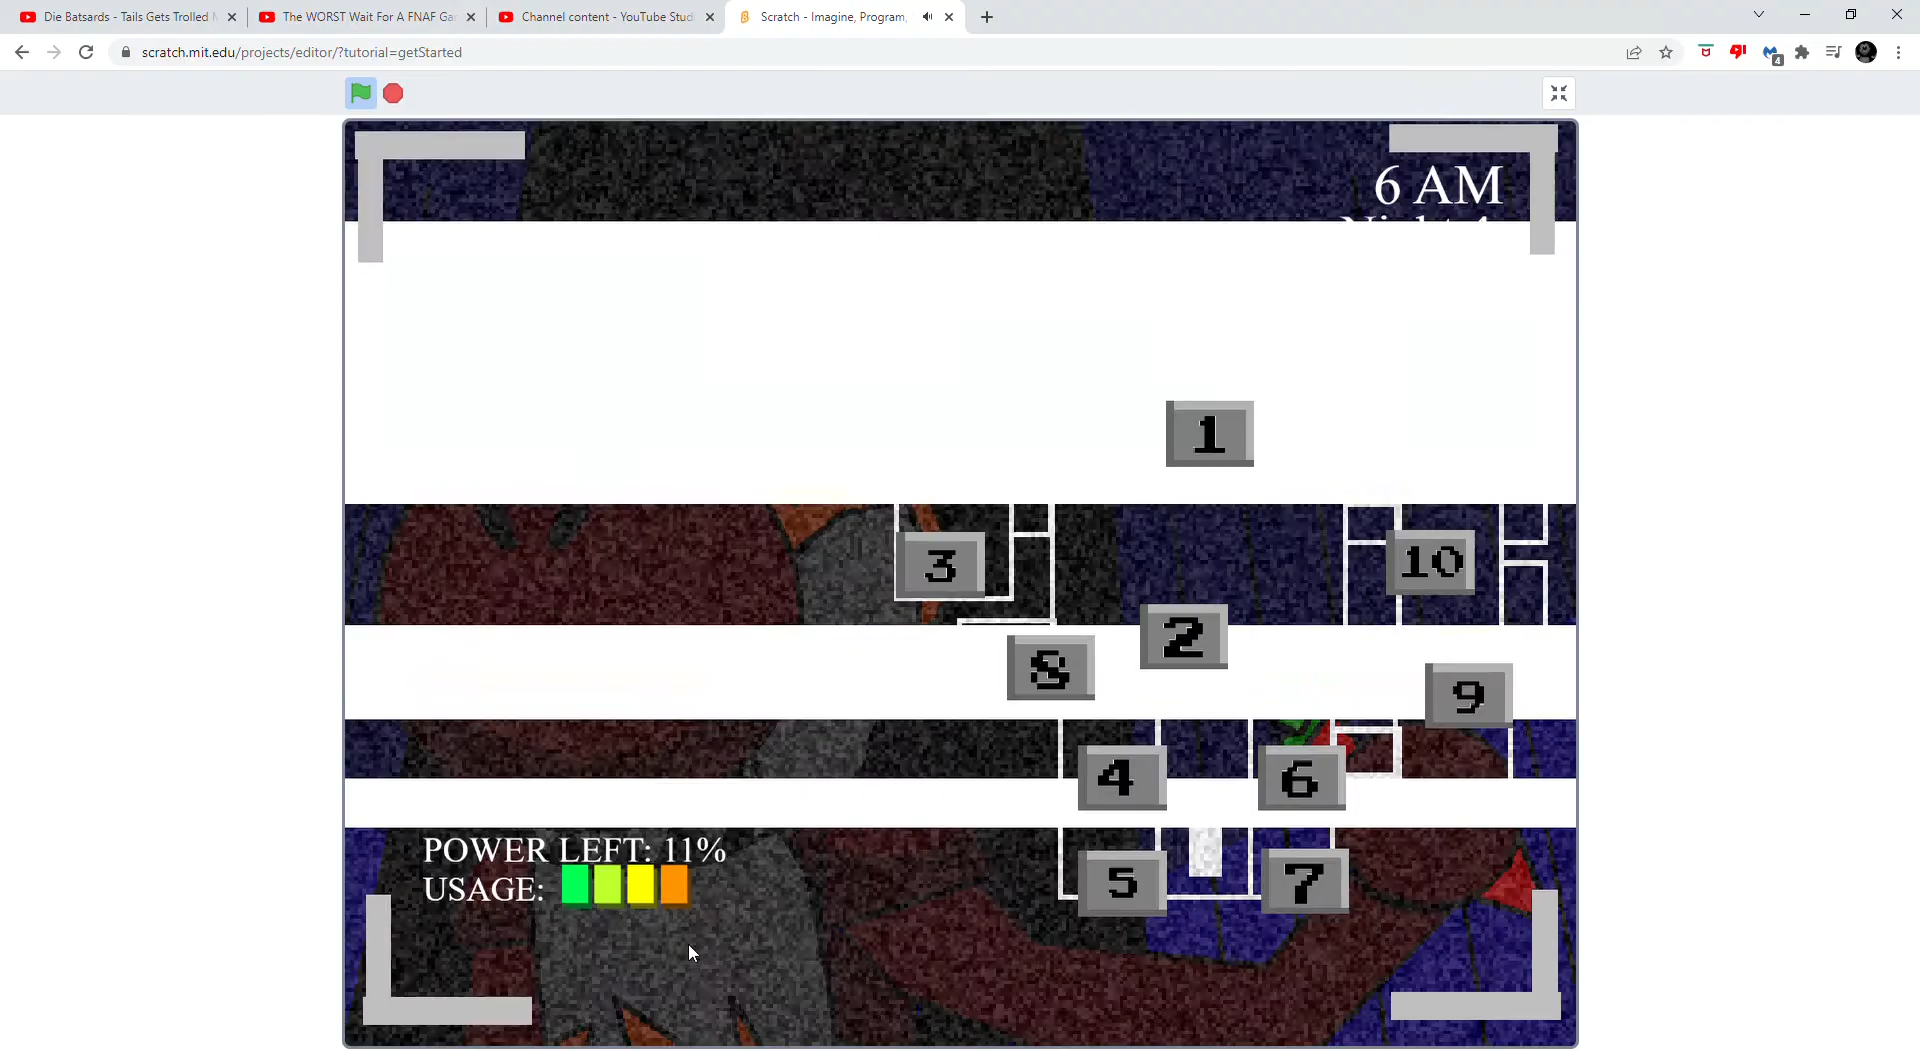 Die Batsards - Tails Gets Trolled
The WORST Wait For A FNAF Ga
Channel content - YouTube Stud
Scratch - Imagine, Program,
scratch.mit.edu/projects/editor/?tutorial=getStarted
4
6 AM
1
3
10
2
9
4
6
POWER LEFT: 11%
USAGE:
5
7